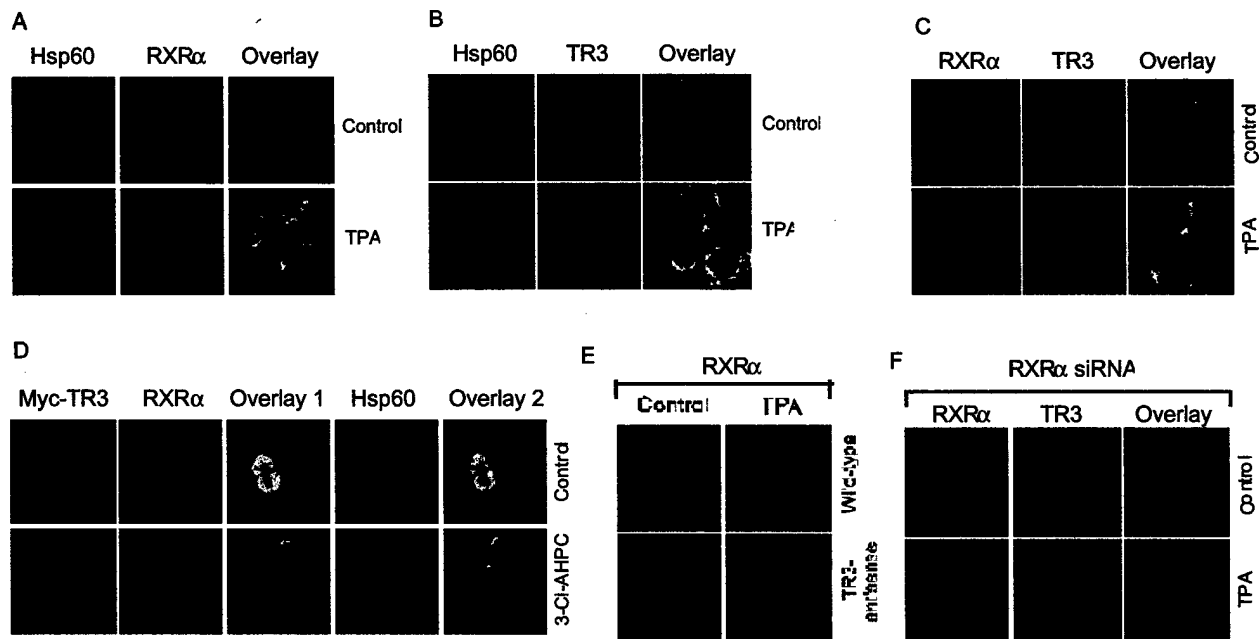 A
Hsp60 RXRα Overlay
Control
TPA
B
Hsp60 TR3 Overlay
Control
TPA
C
RXRα TR3 Overlay
Control
TPA
D
Myc-TR3 RXRα Overlay 1 Hsp60 Overlay 2
Control
3-Cl-AHPC
E
RXRα
Control TPA
Wild-type
TR3-
antisense
F
RXRα siRNA
RXRα TR3 Overlay
Control
TPA